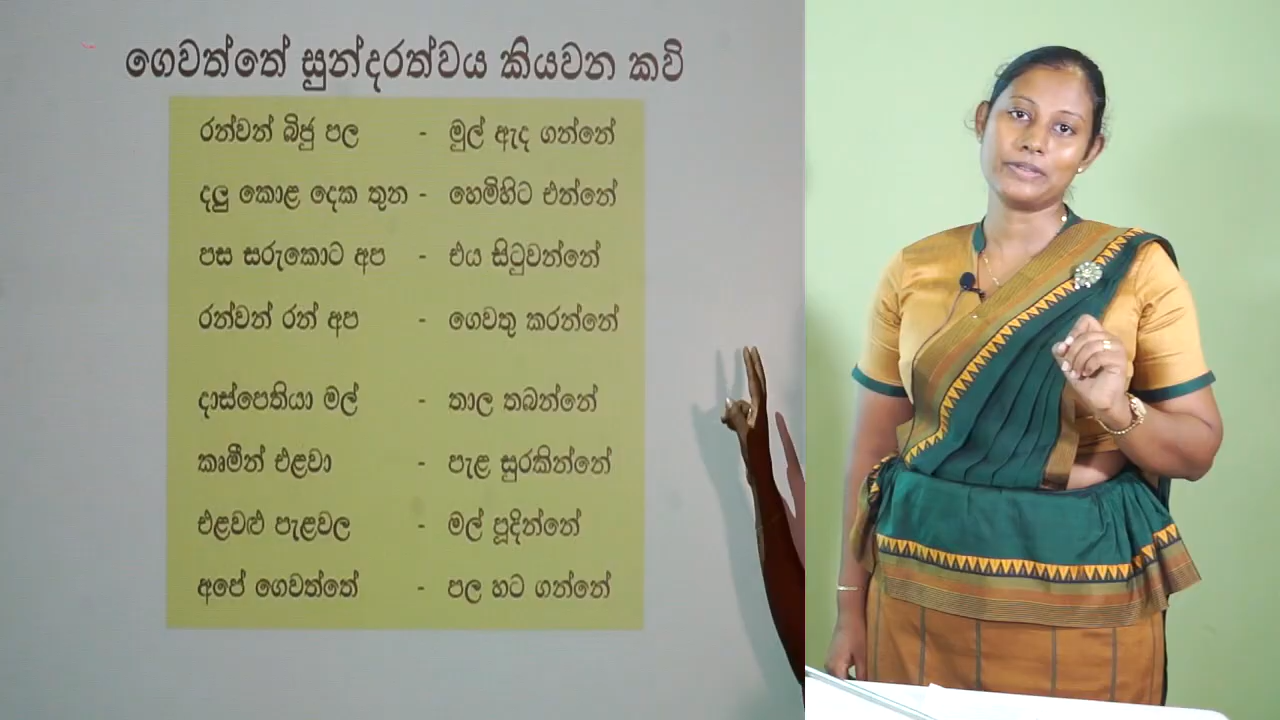 ගෙවත්තේ සුන්දරත්වය කියවන කවි
රන්වන් බිජු පල - මුල් ඇද ගන්නේ
දලු කොළ දෙක තුන - හෙමිහිට එන්නේ
පස සරුකොට අප - එය සිටුවන්නේ
රන්වන් රන් අප - ගෙවතු කරන්නේ
දාස්පෙතියා මල් - තාල තබන්නේ
කෘමීන් එළවා - පැළ සුරකින්නේ
එළවළු පැළවල - මල් පූදින්නේ
අපේ ගෙවත්තේ - පල හට ගන්නේ